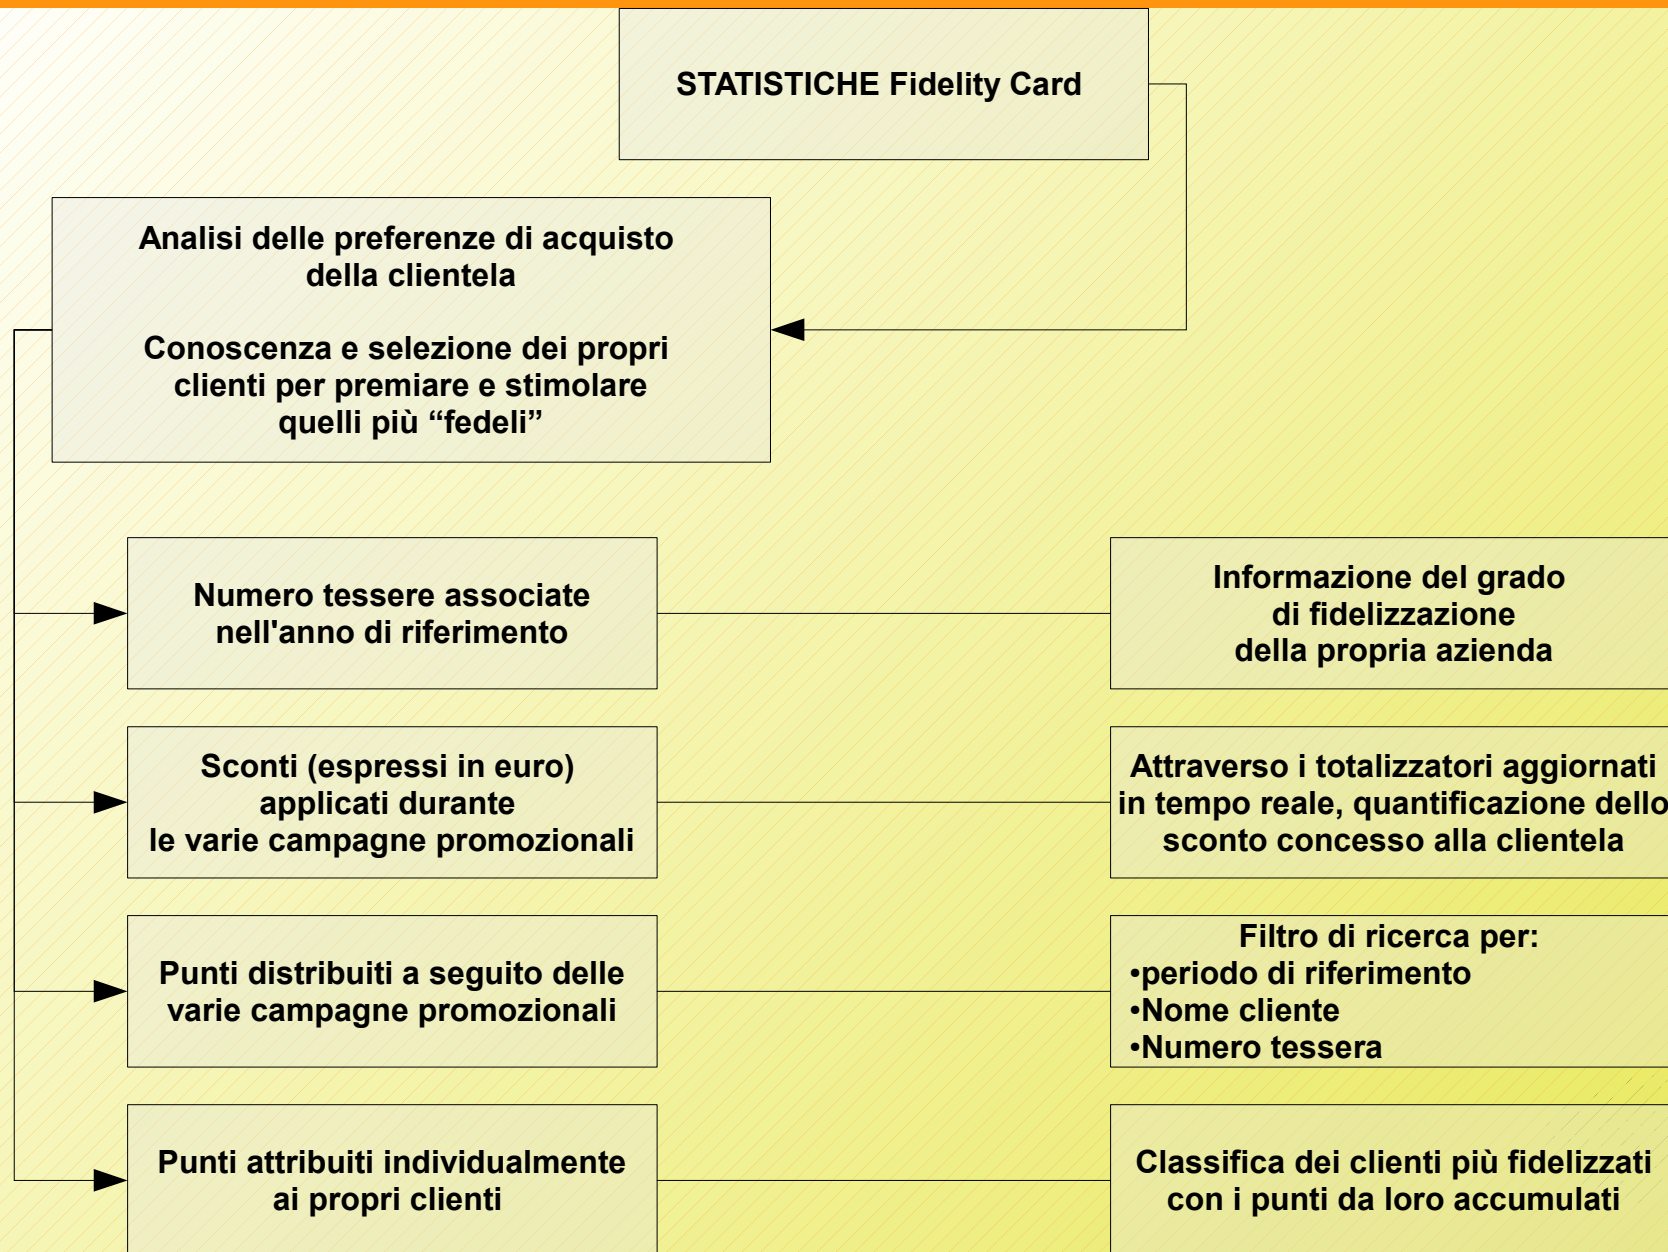 STATISTICHE Fidelity Card
Analisi delle preferenze di acquisto
della clientela
Conoscenza e selezione dei propri
clienti per premiare e stimolare
quelli più “fedeli”
Numero tessere associate
nell'anno di riferimento
Informazione del grado
di fidelizzazione
della propria azienda
Sconti (espressi in euro)
applicati durante
le varie campagne promozionali
Attraverso i totalizzatori aggiornati
in tempo reale, quantificazione dello
sconto concesso alla clientela
Punti distribuiti a seguito delle
varie campagne promozionali
Filtro di ricerca per:
•periodo di riferimento
•Nome cliente
•Numero tessera
Punti attribuiti individualmente
ai propri clienti
Classifica dei clienti più fidelizzati
con i punti da loro accumulati